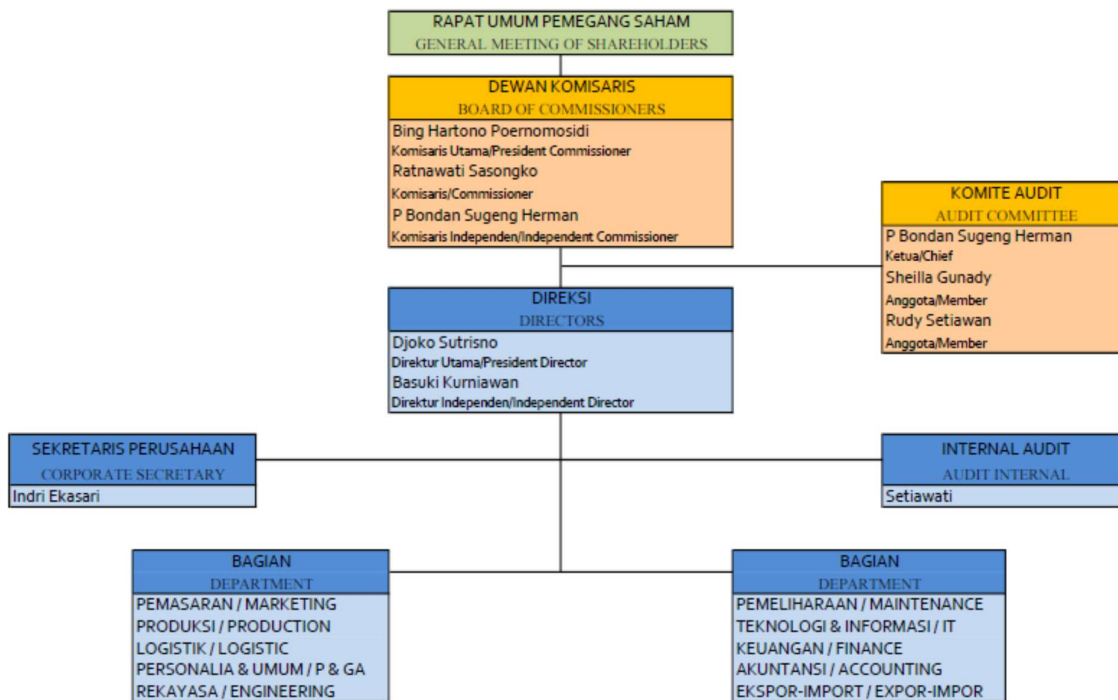 RAPAT UMUM PEMEGANG SAHAM
GENERAL MEETING OF SHAREHOLDERS
DEWAN KOMISARIS
BOARD OF COMMISSIONERS
Bing Hartono Poernomosidi
Komisaris Utama/President Commissioner
Ratnawati Sasongko
Komisaris/Commissioner
P Bondan Sugeng Herman
Komisaris Independen/Independent Commissioner
KOMITE AUDIT
AUDIT COMMITTEE
P Bondan Sugeng Herman
Ketua/Chief
Sheilla Gunady
Anggota/Member
Rudy Setiawan
Anggota/Member
DIREKSI
DIRECTORS
Djoko Sutrisno
Direktur Utama/President Director
Basuki Kurniawan
Direktur Independen/Independent Director
SEKRETARIS PERUSAHAAN
CORPORATE SECRETARY
Indri Ekasari
INTERNAL AUDIT
AUDIT INTERNAL
Setiawati
BAGIAN
DEPARTMENT
PEMASARAN / MARKETING
PRODUKSI / PRODUCTION
LOGISTIK / LOGISTIC
PERSONALIA & UMUM / P & GA
REKAYASA / ENGINEERING
BAGIAN
DEPARTMENT
PEMELIHARAAN / MAINTENANCE
TEKNOLOGI & INFORMASI / IT
KEUANGAN / FINANCE
AKUNTANSI / ACCOUNTING
EKSPOR-IMPORT / EXPOR-IMPOR